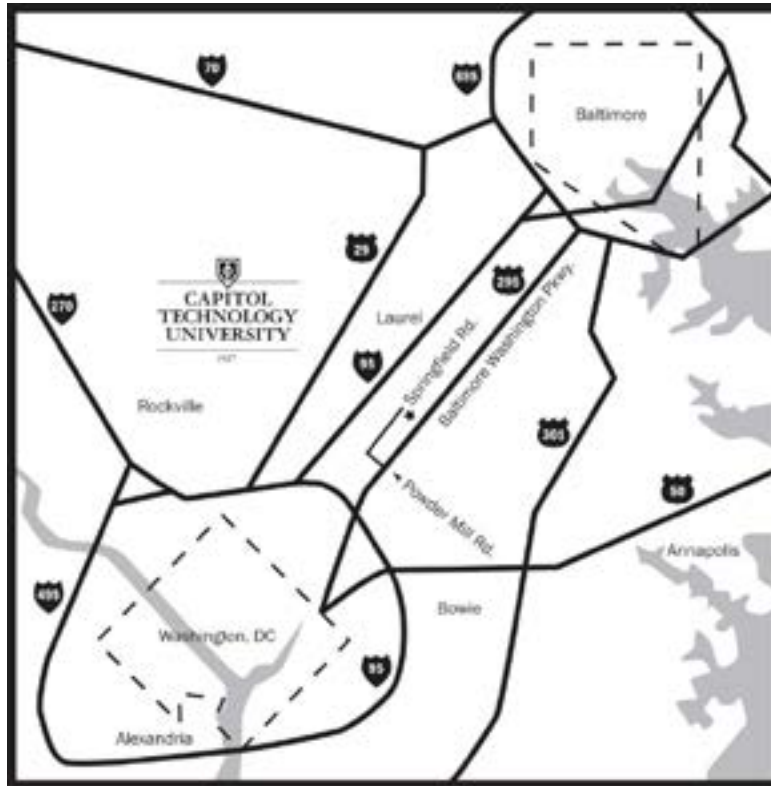 70
695
Baltimore
29
CAPITOL
TECHNOLOGY
UNIVERSITY
1927
270
295
Laurel
95
Springfield Rd.
Baltimore Washington Pkwy.
Rockville
301
50
Powder Mill Rd.
Annapolis
495
Bowie
Washington, DC
95
Alexandria